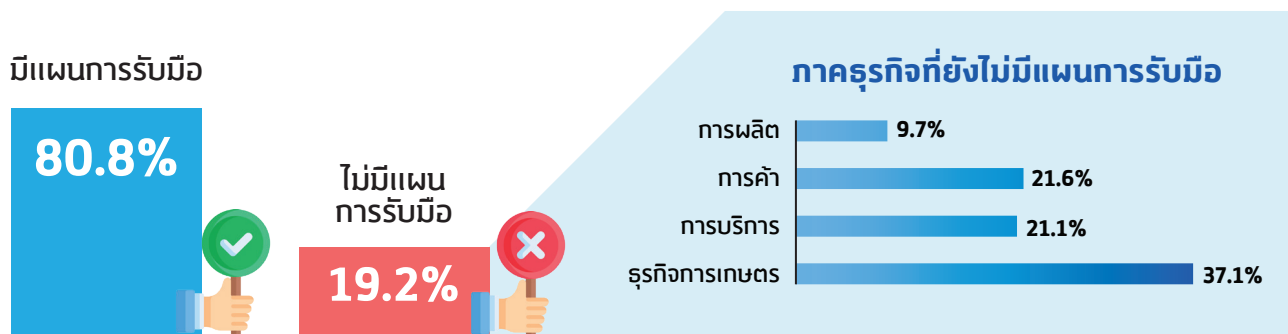 มีแผนการรับมือ
80.8%
ไม่มีแผน
การรับมือ
19.2%
ภาคธุรกิจที่ยังไม่มีแผนการรับมือ
การผลิต 9.7%
การค้า 21.6%
การบริการ 21.1%
ธุรกิจการเกษตร 37.1%